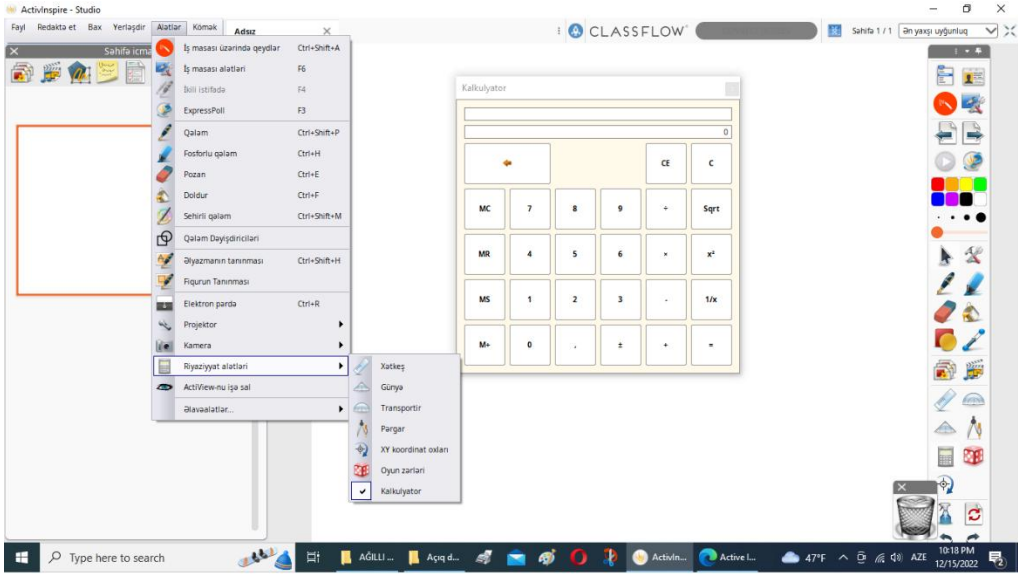 ActivInspire - Studio
Fayl Redaktə et Bax Yerləşdir Alətlər Kömək Adsız
CLASSFLOW
Səhifə 1 / 1 Ən yaxşı uyğunluq
Səhifə icma
İş masası üzərində qeydlər Ctrl+Shift+A
İş masası alətləri F6
İkili istifadə F4
ExpressPoll F3
Qələm Ctrl+Shift+P
Fosforlu qələm Ctrl+H
Pozan Ctrl+E
Doldur Ctrl+F
Sehirli qələm Ctrl+Shift+M
Qələm Dəyişdiriciləri
Əlyazmanın tanınması Ctrl+Shift+H
Fiqurun Tanınması
Elektron pərdə Ctrl+R
Projektor
Kamera
Riyaziyyat alətləri
ActiView-nu işə sal
Əlavəalətlər...
Xətkeş
Günyə
Transportir
Pərgar
XY koordinat oxları
Oyun zərləri
Kalkulyator
Kalkulyator
0
CE C
MC 7 8 9 ÷ Sqrt
MR 4 5 6 × x²
MS 1 2 3 - 1/x
M+ 0 , ± + =
Type here to search
AĞILLI ... Açıq d... ActivIn... Active I... 47°F AZE
10:18 PM
12/15/2022
2